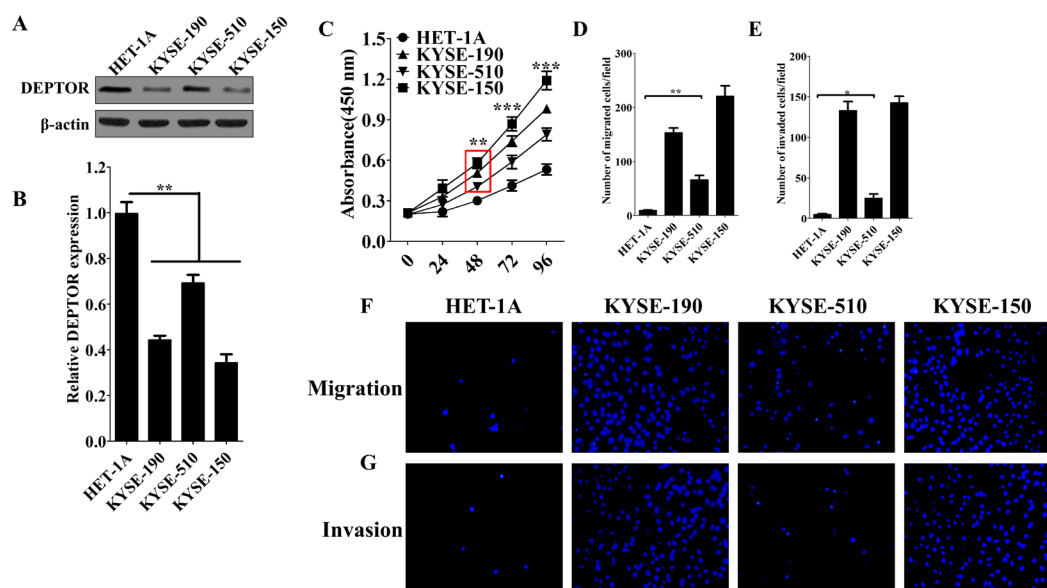 A
HET-1A
KYSE-190
KYSE-510
KYSE-150
DEPTOR
β-actin
B
Relative DEPTOR expression
1.2
1.0
0.8
0.6
0.4
0.2
0.0
**
HET-1A
KYSE-190
KYSE-510
KYSE-150
C
HET-1A
KYSE-190
KYSE-510
KYSE-150
Absorbance(450 nm)
1.5
1.2
0.9
0.6
0.3
0.0
**
***
***
0
24
48
72
96
D
Number of migrated cells/field
300
200
100
0
**
HET-1A
KYSE-190
KYSE-510
KYSE-150
E
Number of invaded cells/field
200
150
100
50
0
*
HET-1A
KYSE-190
KYSE-510
KYSE-150
F
HET-1A
KYSE-190
KYSE-510
KYSE-150
Migration
G
Invasion